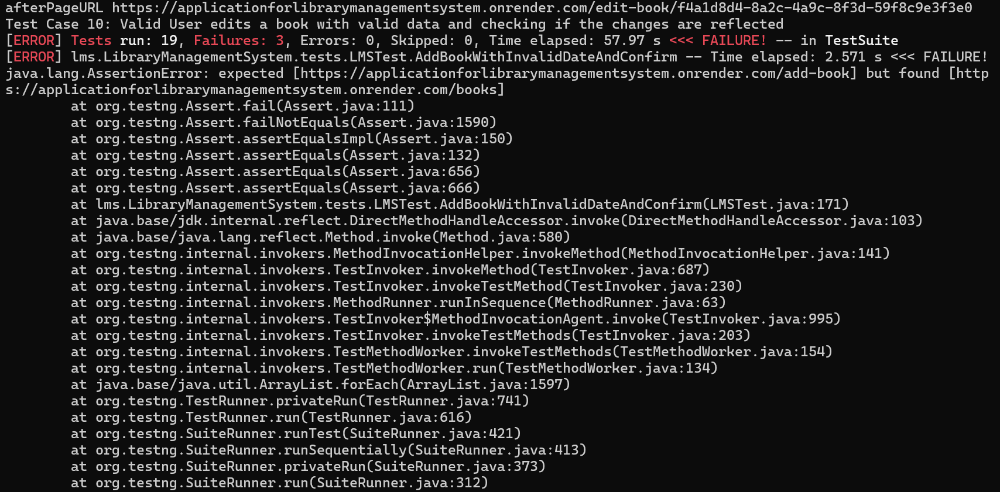 afterPageURL https://applicationforlibrarymanagementsystem.onrender.com/edit-book/f4a1d8d4-8a2c-4a9c-8f3d-59f8c9e3f3e0
Test Case 10: Valid User edits a book with valid data and checking if the changes are reflected
[ERROR] Tests run: 19, Failures: 3, Errors: 0, Skipped: 0, Time elapsed: 57.97 s <<< FAILURE! -- in TestSuite
[ERROR] lms.LibraryManagementSystem.tests.LMSTest.AddBookWithInvalidDateAndConfirm -- Time elapsed: 2.571 s <<< FAILURE!
java.lang.AssertionError: expected [https://applicationforlibrarymanagementsystem.onrender.com/add-book] but found [http
s://applicationforlibrarymanagementsystem.onrender.com/books]
at org.testng.Assert.fail(Assert.java:111)
at org.testng.Assert.failNotEquals(Assert.java:1590)
at org.testng.Assert.assertEqualsImpl(Assert.java:150)
at org.testng.Assert.assertEquals(Assert.java:132)
at org.testng.Assert.assertEquals(Assert.java:656)
at org.testng.Assert.assertEquals(Assert.java:666)
at lms.LibraryManagementSystem.tests.LMSTest.AddBookWithInvalidDateAndConfirm(LMSTest.java:171)
at java.base/jdk.internal.reflect.DirectMethodHandleAccessor.invoke(DirectMethodHandleAccessor.java:103)
at java.base/java.lang.reflect.Method.invoke(Method.java:580)
at org.testng.internal.invokers.MethodInvocationHelper.invokeMethod(MethodInvocationHelper.java:141)
at org.testng.internal.invokers.TestInvoker.invokeMethod(TestInvoker.java:687)
at org.testng.internal.invokers.TestInvoker.invokeTestMethod(TestInvoker.java:230)
at org.testng.internal.invokers.MethodRunner.runInSequence(MethodRunner.java:63)
at org.testng.internal.invokers.TestInvoker$MethodInvocationAgent.invoke(TestInvoker.java:995)
at org.testng.internal.invokers.TestInvoker.invokeTestMethods(TestInvoker.java:203)
at org.testng.internal.invokers.TestMethodWorker.invokeTestMethods(TestMethodWorker.java:154)
at org.testng.internal.invokers.TestMethodWorker.run(TestMethodWorker.java:134)
at java.base/java.util.ArrayList.forEach(ArrayList.java:1597)
at org.testng.TestRunner.privateRun(TestRunner.java:741)
at org.testng.TestRunner.run(TestRunner.java:616)
at org.testng.SuiteRunner.runTest(SuiteRunner.java:421)
at org.testng.SuiteRunner.runSequentially(SuiteRunner.java:413)
at org.testng.SuiteRunner.privateRun(SuiteRunner.java:373)
at org.testng.SuiteRunner.run(SuiteRunner.java:312)